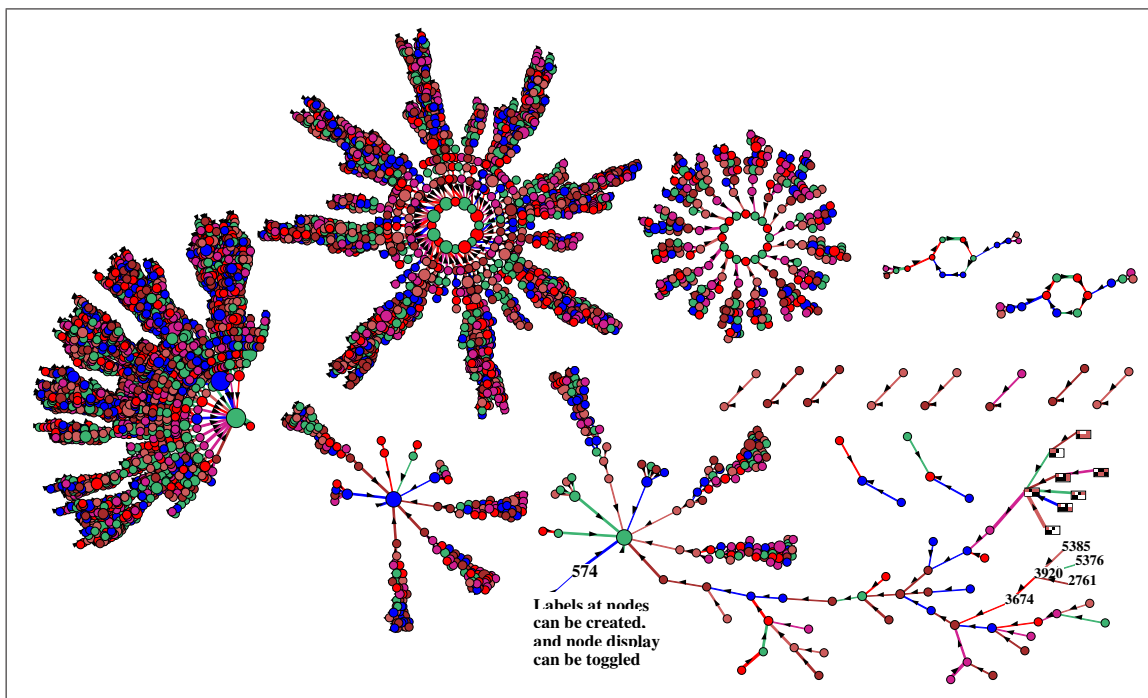 5385
5376
574
3920
2761
3674
Labels at nodes
can be created.
and node display
can be toggled